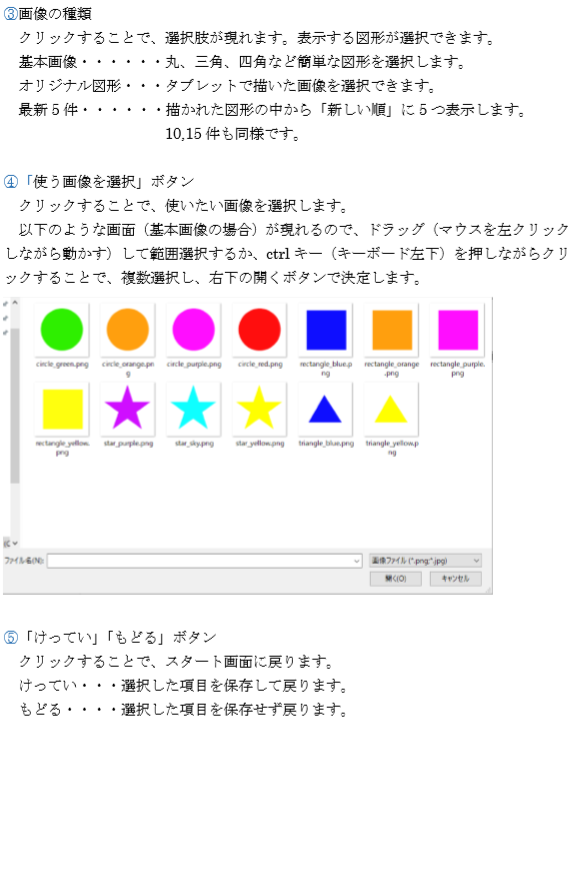 ③画像の種類
クリックすることで、選択肢が現れます。表示する図形が選択できます。
基本画像・・・・・・丸、三角、四角など簡単な図形を選択します。
オリジナル図形・・・タブレットで描いた画像を選択できます。
最新５件・・・・・・描かれた図形の中から「新しい順」に５つ表示します。
10,15 件も同様です。
④「使う画像を選択」ボタン
クリックすることで、使いたい画像を選択します。
以下のような画面（基本画像の場合）が現れるので、ドラッグ（マウスを左クリック
しながら動かす）して範囲選択するか、ctrl キー（キーボード左下）を押しながらクリ
ックすることで、複数選択し、右下の開くボタンで決定します。
circle_green.png circle_orange.pn circle_purple.png circle_red.png rectangle_blue.p rectangle_orange rectangle_purple.
g ng .png png
rectangle_yellow. star_purple.png star_sky.png star_yellow.png triangle_blue.png triangle_yellow.p
png ng
ファイル名(N): 画像ファイル (*.png;*.jpg)
開く(O) キャンセル
⑤「けってい」「もどる」ボタン
クリックすることで、スタート画面に戻ります。
けってい・・・選択した項目を保存して戻ります。
もどる・・・・選択した項目を保存せず戻ります。